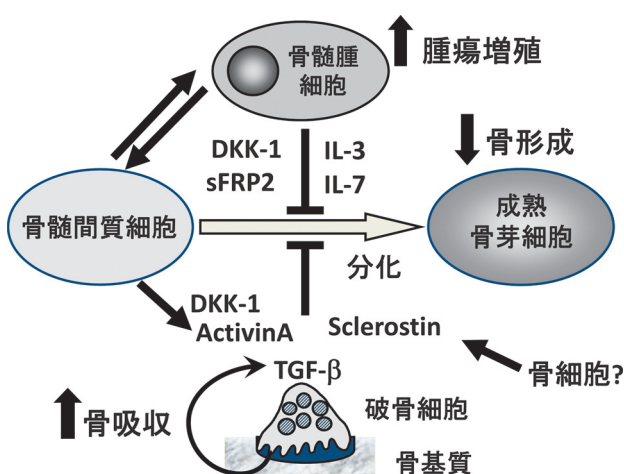 骨髄腫
細胞
腫瘍増殖
DKK-1
sFRP2
IL-3
IL-7
骨形成
骨髄間質細胞
成熟
骨芽細胞
分化
DKK-1
ActivinA
Sclerostin
TGF-β
骨細胞?
骨吸収
破骨細胞
骨基質